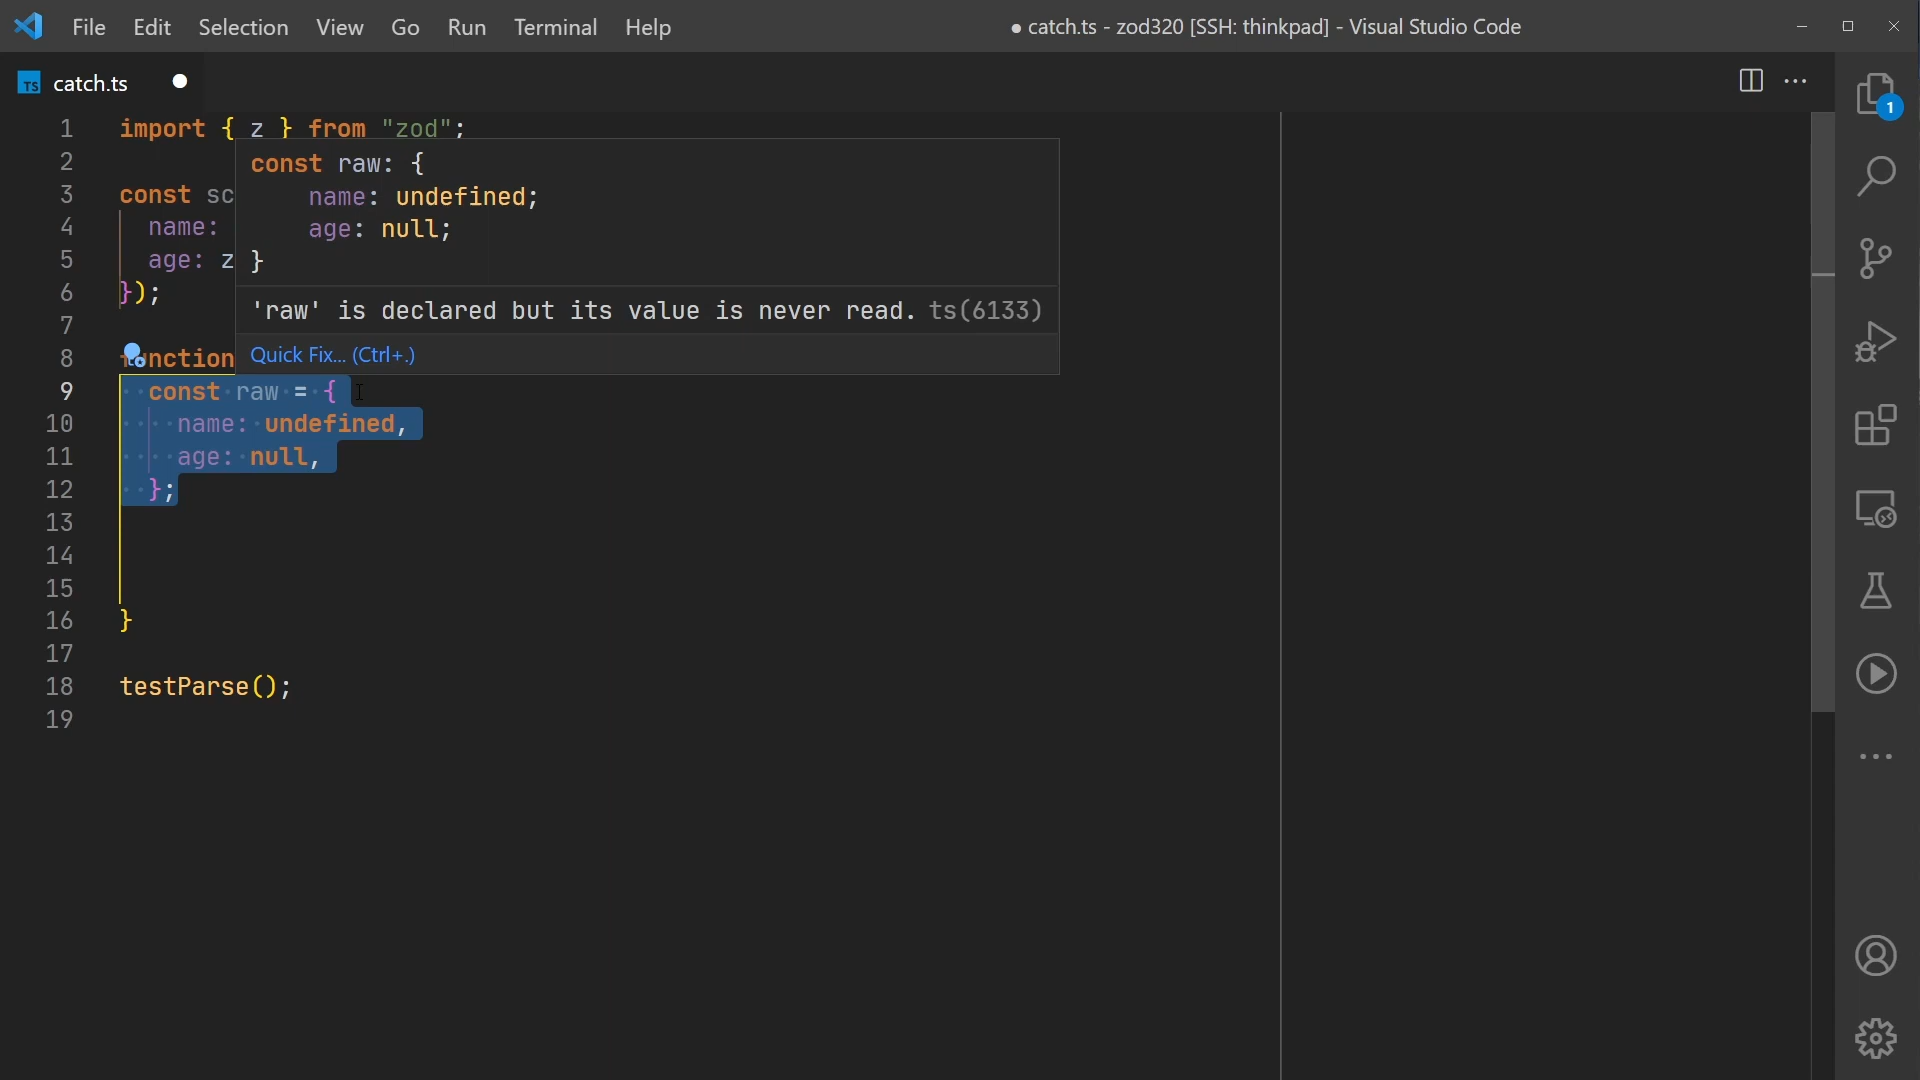 File Edit Selection View Go Run Terminal Help
● catch.ts - zod320 [SSH: thinkpad] - Visual Studio Code
TS catch.ts
1 import { z } from "zod";
2
3 const sc
4 name:
5 age: z
6 });
7
8 function
9 const raw = {
10 name: undefined,
11 age: null,
12 };
13
14
15
16 }
17
18 testParse();
19
const raw: {
name: undefined;
age: null;
}
'raw' is declared but its value is never read. ts(6133)
Quick Fix... (Ctrl+.)
1